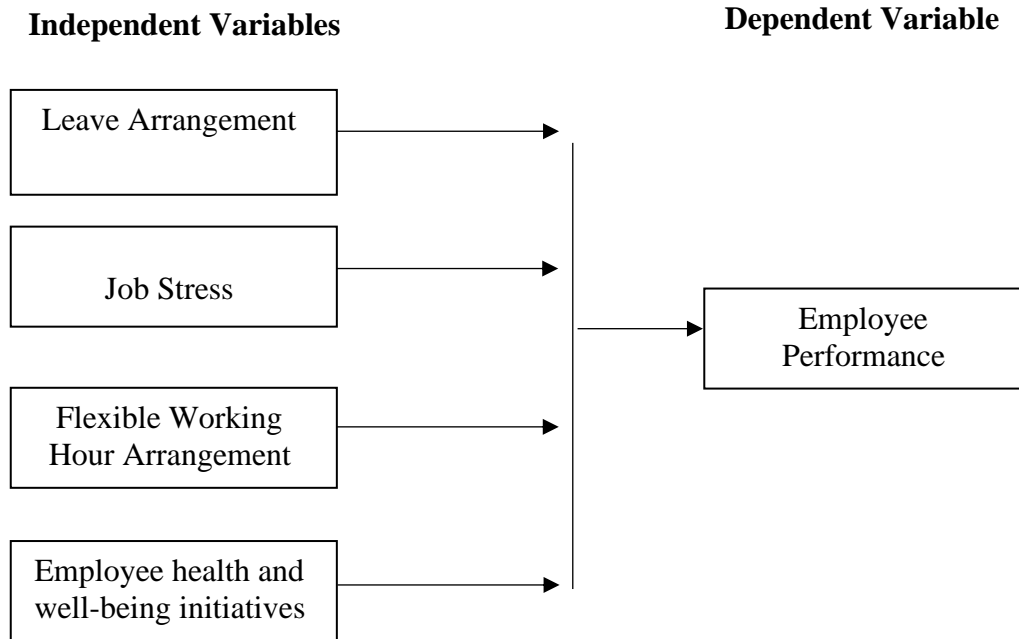 Independent Variables
Dependent Variable
Leave Arrangement
Job Stress
Flexible Working
Hour Arrangement
Employee health and
well-being initiatives
Employee
Performance